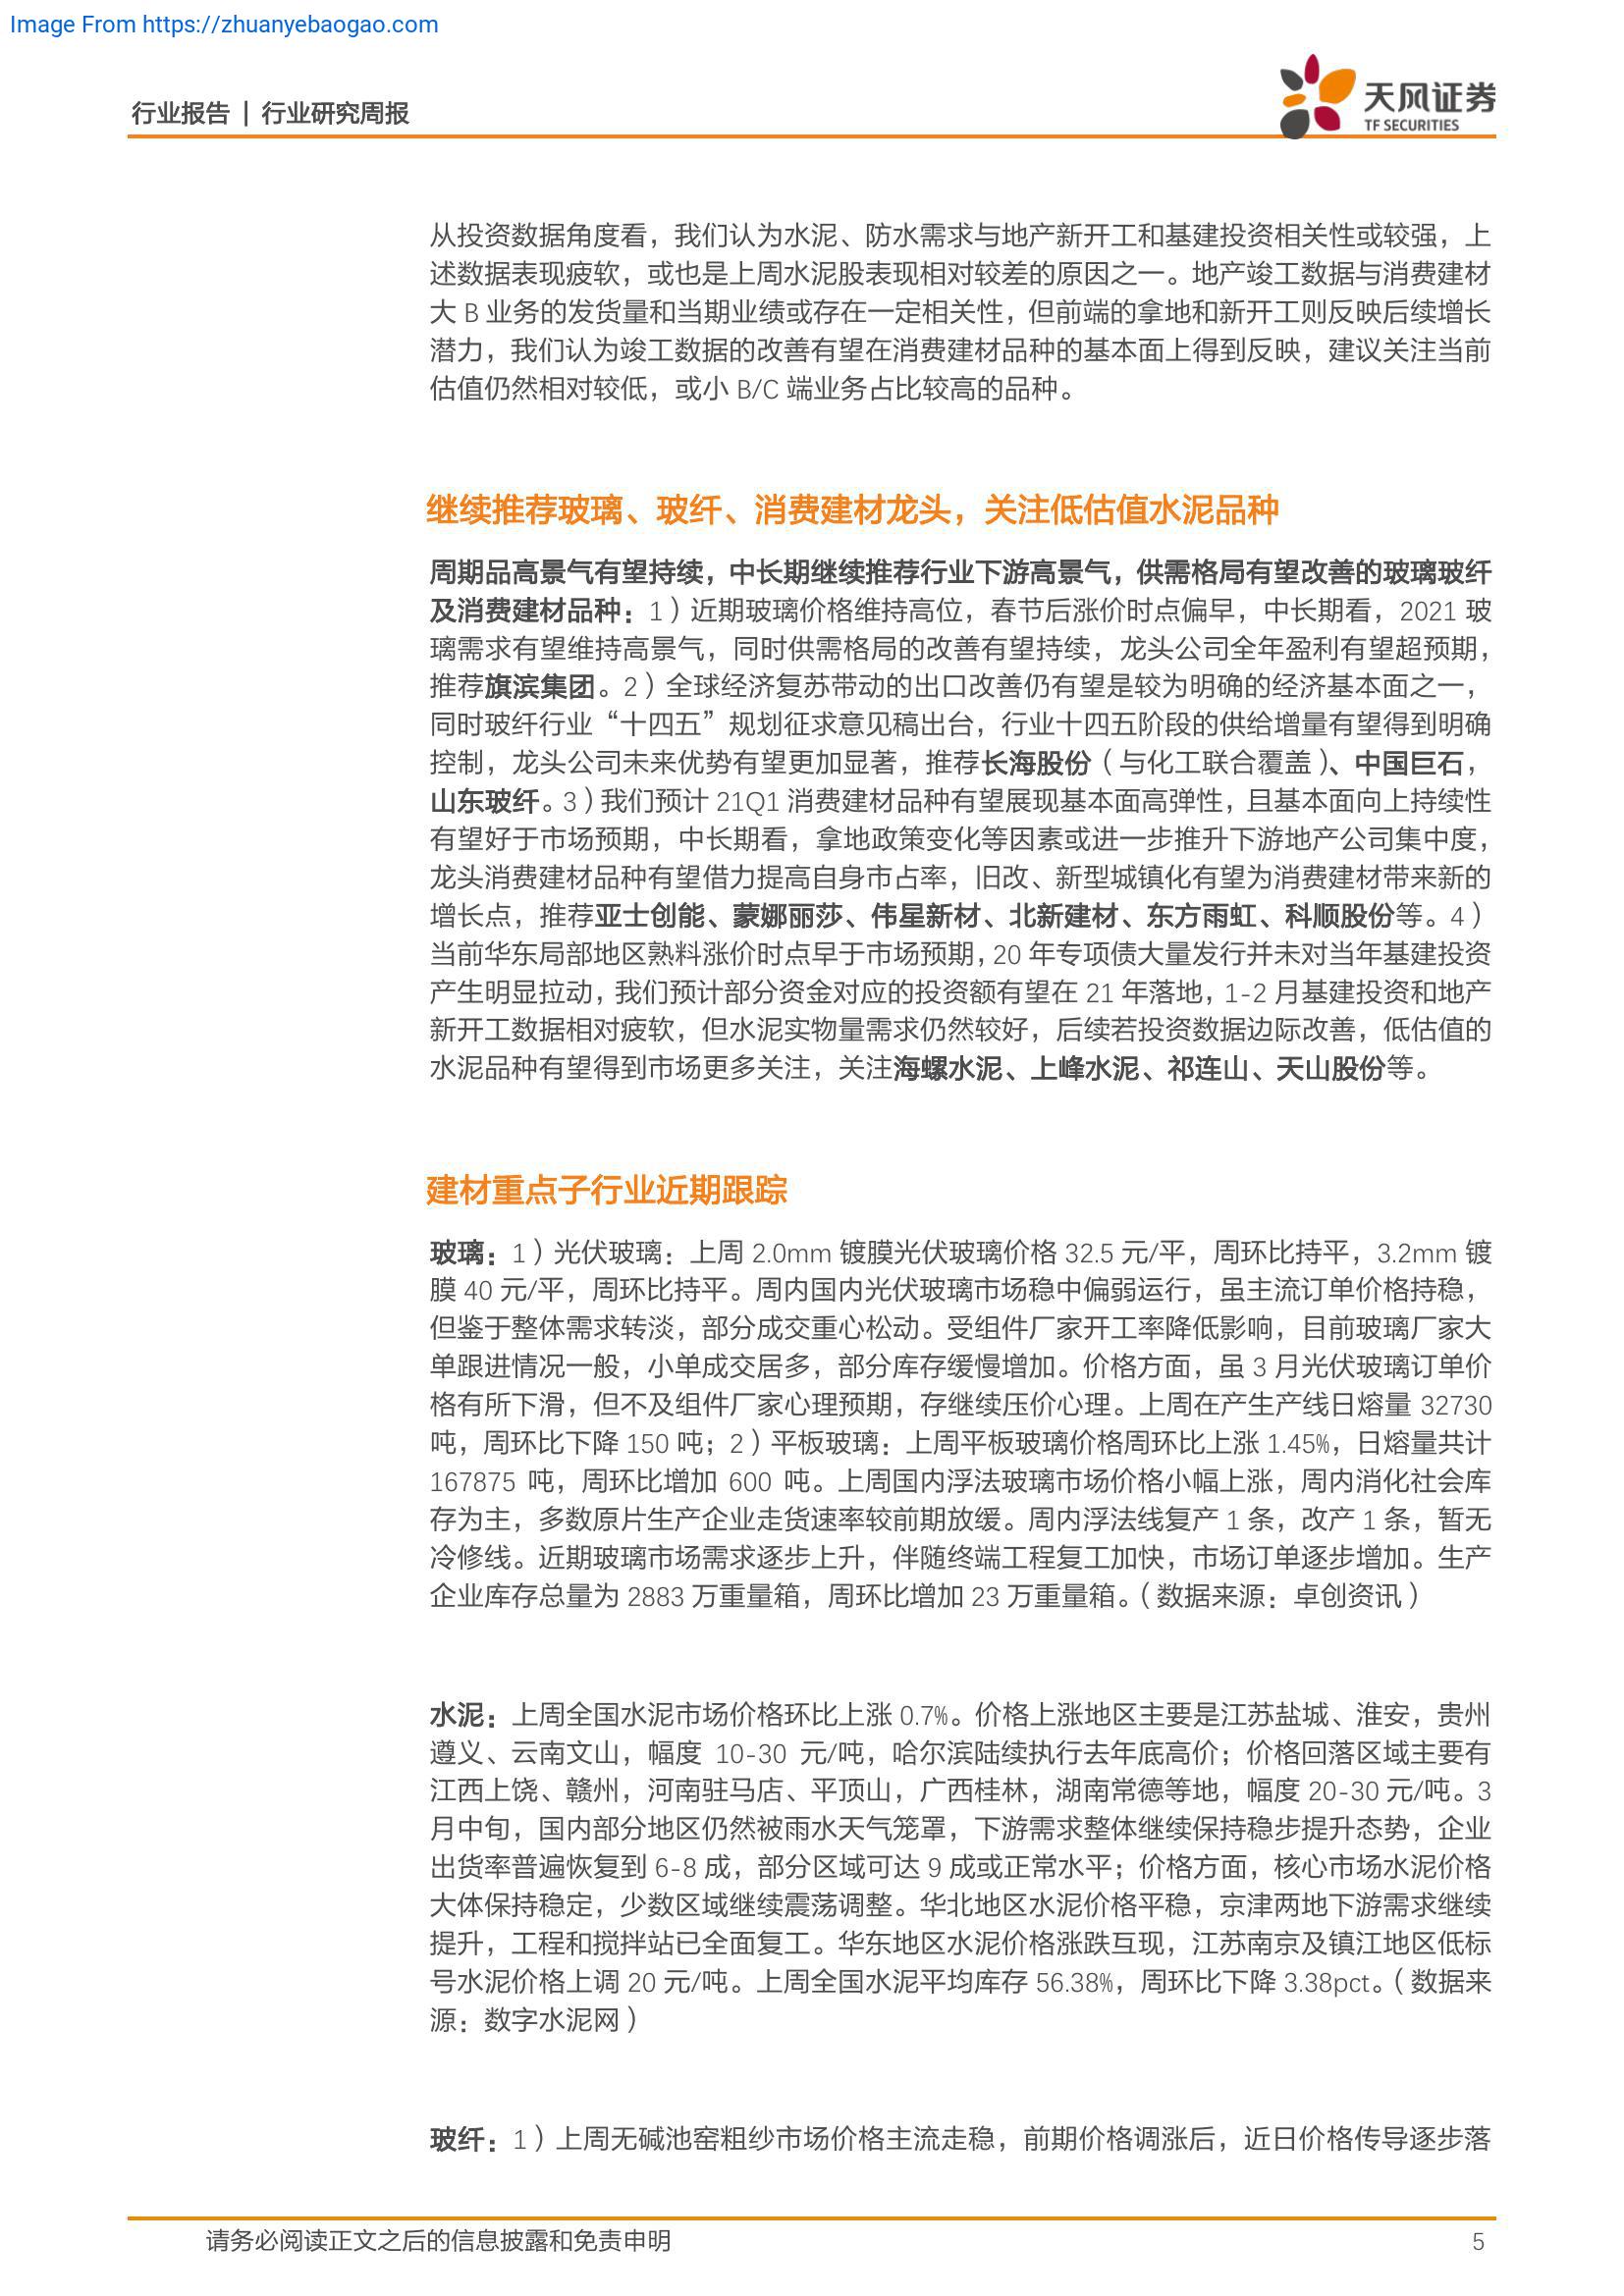 Image From https://zhuanyebaogao.com
行业报告 | 行业研究周报
天风证券
TF SECURITIES
从投资数据角度看，我们认为水泥、防水需求与地产新开工和基建投资相关性或较强，上
述数据表现疲软，或也是上周水泥股表现相对较差的原因之一。地产竣工数据与消费建材
大 B 业务的发货量和当期业绩或存在一定相关性，但前端的拿地和新开工则反映后续增长
潜力，我们认为竣工数据的改善有望在消费建材品种的基本面上得到反映，建议关注当前
估值仍然相对较低，或小 B/C 端业务占比较高的品种。
继续推荐玻璃、玻纤、消费建材龙头，关注低估值水泥品种
周期品高景气有望持续，中长期继续推荐行业下游高景气，供需格局有望改善的玻璃玻纤
及消费建材品种：1）近期玻璃价格维持高位，春节后涨价时点偏早，中长期看，2021 玻
璃需求有望维持高景气，同时供需格局的改善有望持续，龙头公司全年盈利有望超预期，
推荐旗滨集团。2）全球经济复苏带动的出口改善仍有望是较为明确的经济基本面之一，
同时玻纤行业“十四五”规划征求意见稿出台，行业十四五阶段的供给增量有望得到明确
控制，龙头公司未来优势有望更加显著，推荐长海股份（与化工联合覆盖）、中国巨石，
山东玻纤。3）我们预计 21Q1 消费建材品种有望展现基本面高弹性，且基本面向上持续性
有望好于市场预期，中长期看，拿地政策变化等因素或进一步推升下游地产公司集中度，
龙头消费建材品种有望借力提高自身市占率，旧改、新型城镇化有望为消费建材带来新的
增长点，推荐亚士创能、蒙娜丽莎、伟星新材、北新建材、东方雨虹、科顺股份等。4）
当前华东局部地区熟料涨价时点早于市场预期，20 年专项债大量发行并未对当年基建投资
产生明显拉动，我们预计部分资金对应的投资额有望在 21 年落地，1-2 月基建投资和地产
新开工数据相对疲软，但水泥实物量需求仍然较好，后续若投资数据边际改善，低估值的
水泥品种有望得到市场更多关注，关注海螺水泥、上峰水泥、祁连山、天山股份等。
建材重点子行业近期跟踪
玻璃：1）光伏玻璃：上周 2.0mm 镀膜光伏玻璃价格 32.5 元/平，周环比持平，3.2mm 镀
膜 40 元/平，周环比持平。周内国内光伏玻璃市场稳中偏弱运行，虽主流订单价格持稳，
但鉴于整体需求转淡，部分成交重心松动。受组件厂家开工率降低影响，目前玻璃厂家大
单跟进情况一般，小单成交居多，部分库存缓慢增加。价格方面，虽 3 月光伏玻璃订单价
格有所下滑，但不及组件厂家心理预期，存继续压价心理。上周在产生产线日熔量 32730
吨，周环比下降 150 吨；2）平板玻璃：上周平板玻璃价格周环比上涨 1.45%，日熔量共计
167875 吨，周环比增加 600 吨。上周国内浮法玻璃市场价格小幅上涨，周内消化社会库
存为主，多数原片生产企业走货速率较前期放缓。周内浮法线复产 1 条，改产 1 条，暂无
冷修线。近期玻璃市场需求逐步上升，伴随终端工程复工加快，市场订单逐步增加。生产
企业库存总量为 2883 万重量箱，周环比增加 23 万重量箱。（数据来源：卓创资讯）
水泥：上周全国水泥市场价格环比上涨 0.7%。价格上涨地区主要是江苏盐城、淮安，贵州
遵义、云南文山，幅度 10-30 元/吨，哈尔滨陆续执行去年底高价；价格回落区域主要有
江西上饶、赣州，河南驻马店、平顶山，广西桂林，湖南常德等地，幅度 20-30 元/吨。3
月中旬，国内部分地区仍然被雨水天气笼罩，下游需求整体继续保持稳步提升态势，企业
出货率普遍恢复到 6-8 成，部分区域可达 9 成或正常水平；价格方面，核心市场水泥价格
大体保持稳定，少数区域继续震荡调整。华北地区水泥价格平稳，京津两地下游需求继续
提升，工程和搅拌站已全面复工。华东地区水泥价格涨跌互现，江苏南京及镇江地区低标
号水泥价格上调 20 元/吨。上周全国水泥平均库存 56.38%，周环比下降 3.38pct。（数据来
源：数字水泥网）
玻纤：1）上周无碱池窑粗纱市场价格主流走稳，前期价格调涨后，近日价格传导逐步落
请务必阅读正文之后的信息披露和免责申明
5